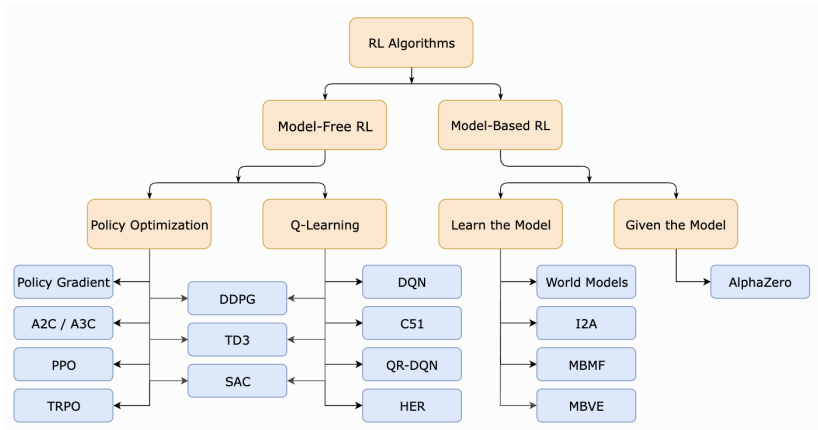 RL Algorithms
Model-Free RL
Model-Based RL
Policy Optimization
Q-Learning
Learn the Model
Given the Model
Policy Gradient
A2C / A3C
PPO
TRPO
DDPG
TD3
SAC
DQN
C51
QR-DQN
HER
World Models
I2A
MBMF
MBVE
AlphaZero